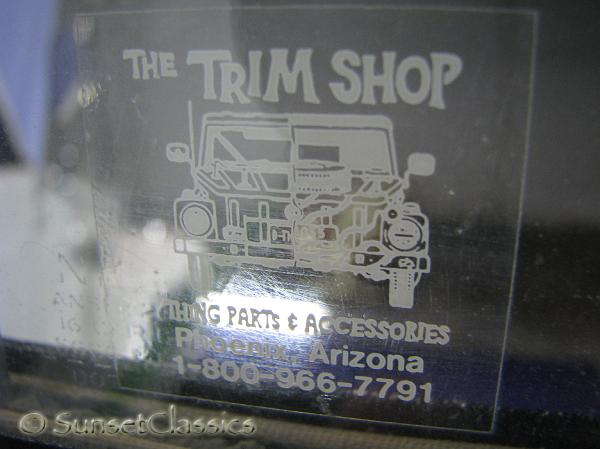 THE TRIM SHOP
THING PARTS & ACCESSORIES
Phoenix, Arizona
1-800-966-7791
© SunsetClassics